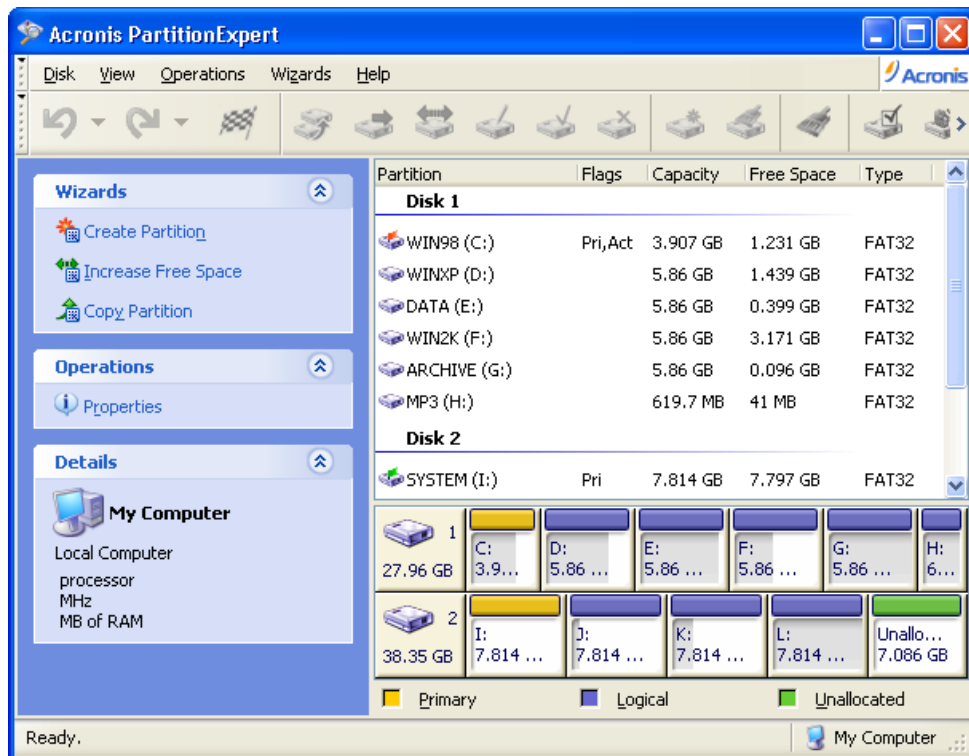 Acronis PartitionExpert
Disk View Operations Wizards Help Acronis
Wizards
Create Partition
Increase Free Space
Copy Partition
Operations
Properties
Details
My Computer
Local Computer
processor
MHz
MB of RAM
Partition Flags Capacity Free Space Type
Disk 1
WIN98 (C:) Pri,Act 3.907 GB 1.231 GB FAT32
WINXP (D:) 5.86 GB 1.439 GB FAT32
DATA (E:) 5.86 GB 0.399 GB FAT32
WIN2K (F:) 5.86 GB 3.171 GB FAT32
ARCHIVE (G:) 5.86 GB 0.096 GB FAT32
MP3 (H:) 619.7 MB 41 MB FAT32
Disk 2
SYSTEM (I:) Pri 7.814 GB 7.797 GB FAT32
1 C: D: E: F: G: H:
27.96 GB 3.9... 5.86 ... 5.86 ... 5.86 ... 5.86 ... 6...
2 I: J: K: L: Unallo...
38.35 GB 7.814 ... 7.814 ... 7.814 ... 7.814 ... 7.086 GB
Primary Logical Unallocated
Ready. My Computer